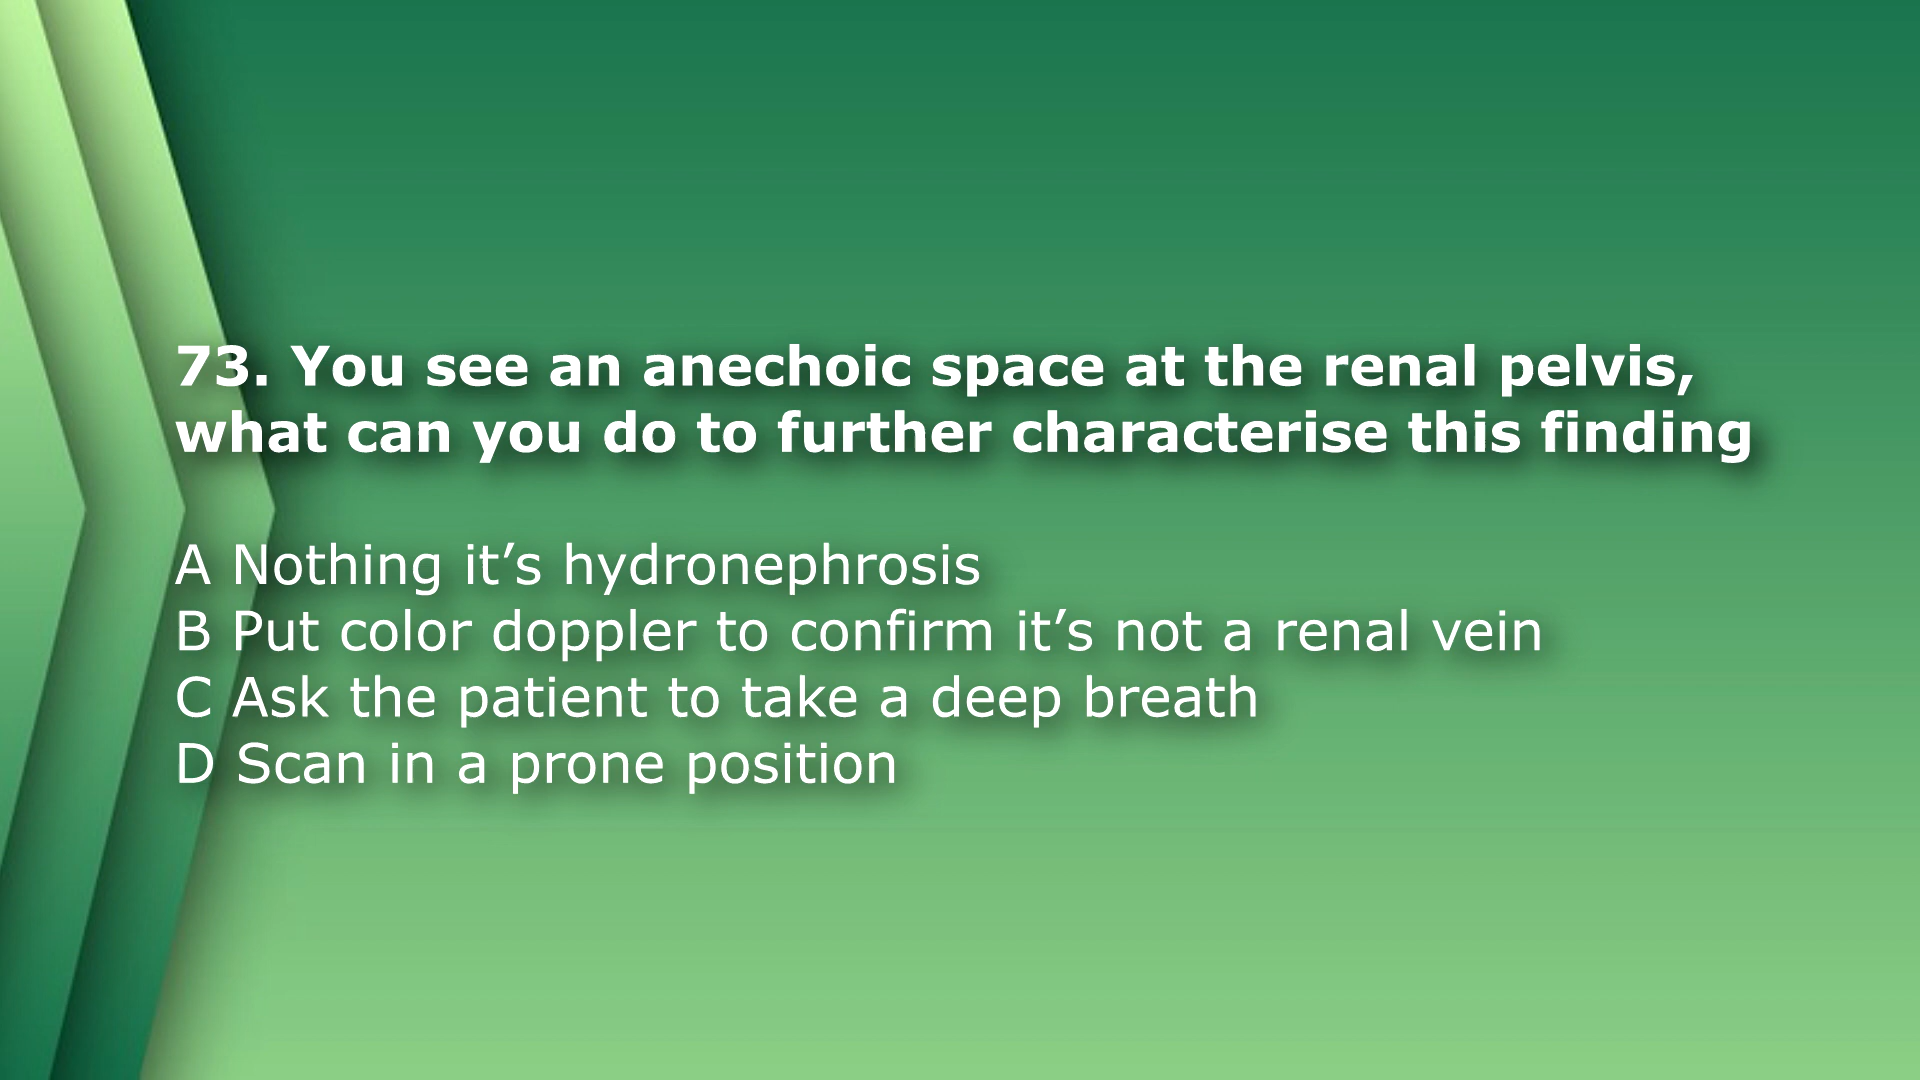 73. You see an anechoic space at the renal pelvis,
what can you do to further characterise this finding
A Nothing it’s hydronephrosis
B Put color doppler to confirm it’s not a renal vein
C Ask the patient to take a deep breath
D Scan in a prone position